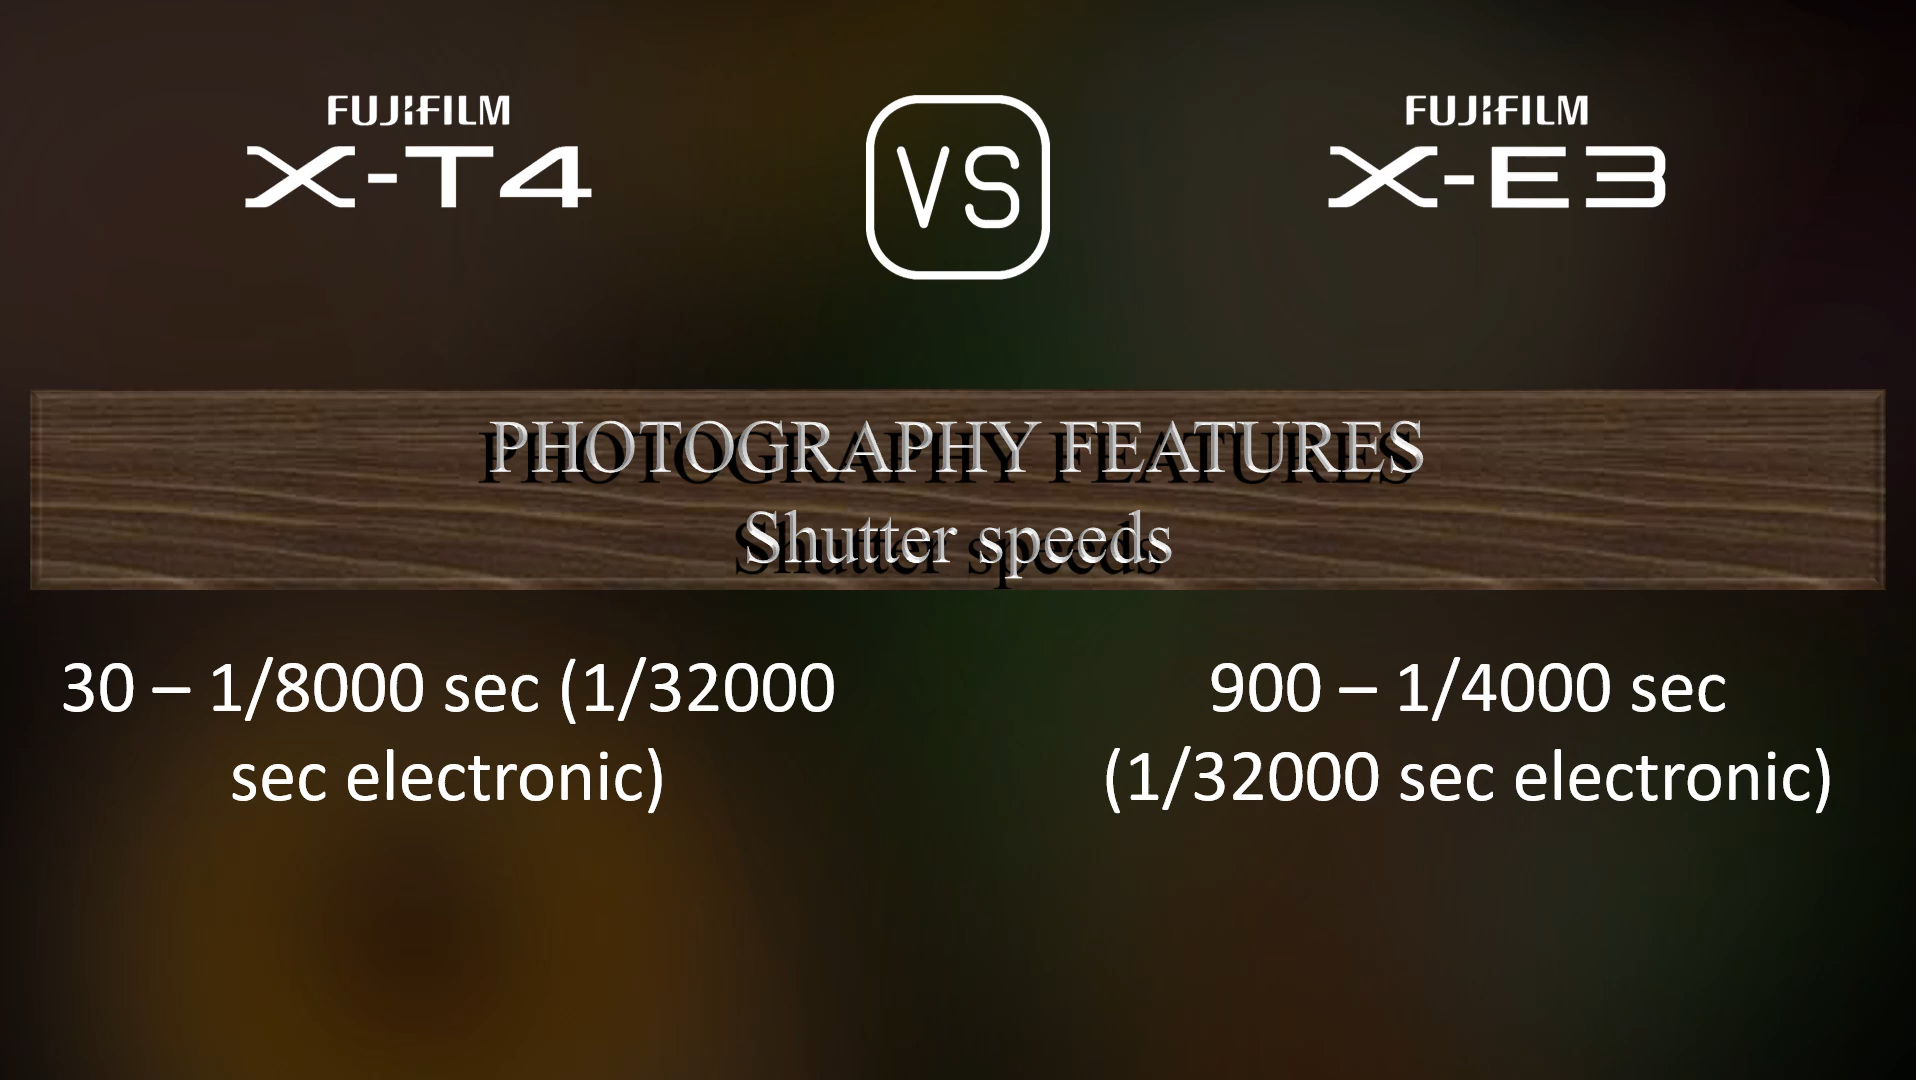 FUJIFILM
X-T4
VS
FUJIFILM
X-E3
PHOTOGRAPHY FEATURES
Shutter speeds
30 – 1/8000 sec (1/32000
sec electronic)
900 – 1/4000 sec
(1/32000 sec electronic)